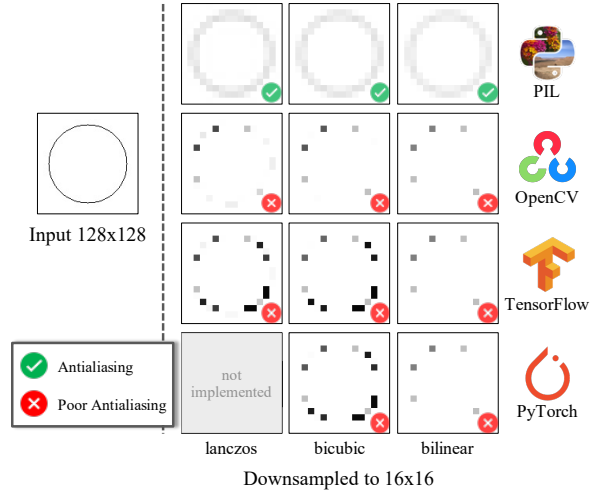 PIL
OpenCV
Input 128x128
TensorFlow
Antialiasing
Poor Antialiasing
not
implemented
PyTorch
lanczos
bicubic
bilinear
Downsampled to 16x16